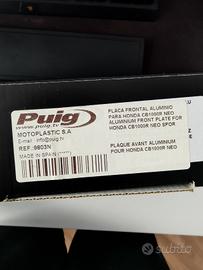 Puig
www.puig.tv
MOTOPLASTIC S.A
E-mail : info@puig.tv
REF:9803N
MADE IN SPAIN
PLACA FRONTAL ALUMINIO
PARA HONDA CB1000R NEO
ALUMINIUM FRONT PLATE FOR
HONDA CB1000R NEO SPOR
PLAQUE AVANT ALUMINIUM
POUR HONDA CB1000R NEO
subito